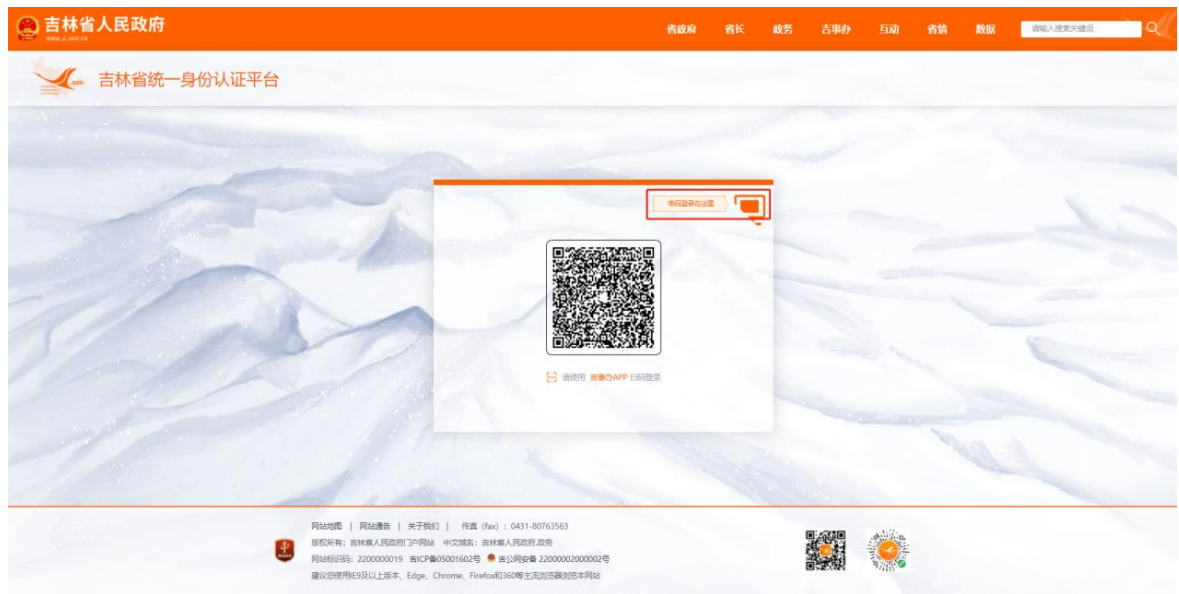 吉林省人民政府
WWW.JL.GOV.CN
省政府 省长 政务 吉事办 互动 省情 数据 请输入搜索关键词
.GOV 吉林省统一身份认证平台
密码登录在这里
请使用 吉事办APP 扫码登录
网站地图 | 网站通告 | 关于我们 | 传真 (fax) : 0431-80763563
版权所有: 吉林省人民政府门户网站 中文域名: 吉林省人民政府.政务
网站标识码: 2200000019 吉ICP备05001602号 吉公网安备 22000002000002号
建议您使用IE9及以上版本、Edge、Chrome、Firefox和360等主流浏览器浏览本网站